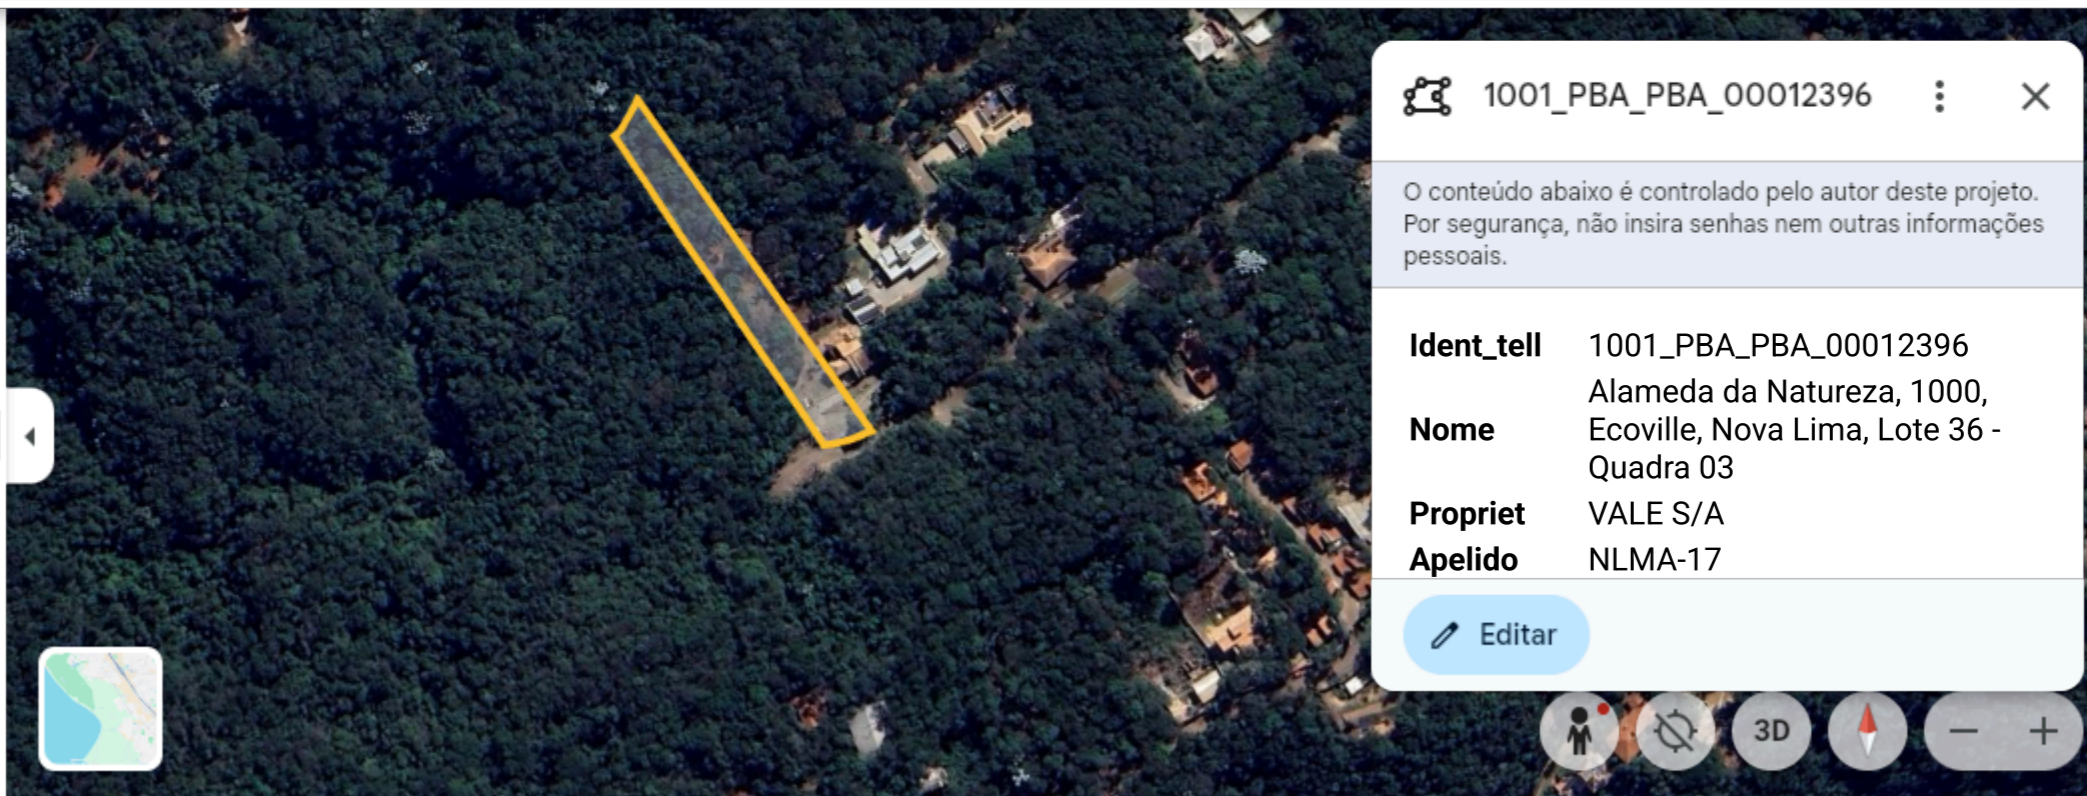 1001_PBA_PBA_00012396
O conteúdo abaixo é controlado pelo autor deste projeto.
Por segurança, não insira senhas nem outras informações
pessoais.
Ident_tell 1001_PBA_PBA_00012396
Nome Alameda da Natureza, 1000,
Ecoville, Nova Lima, Lote 36 -
Quadra 03
Propriet VALE S/A
Apelido NLMA-17
Editar
3D